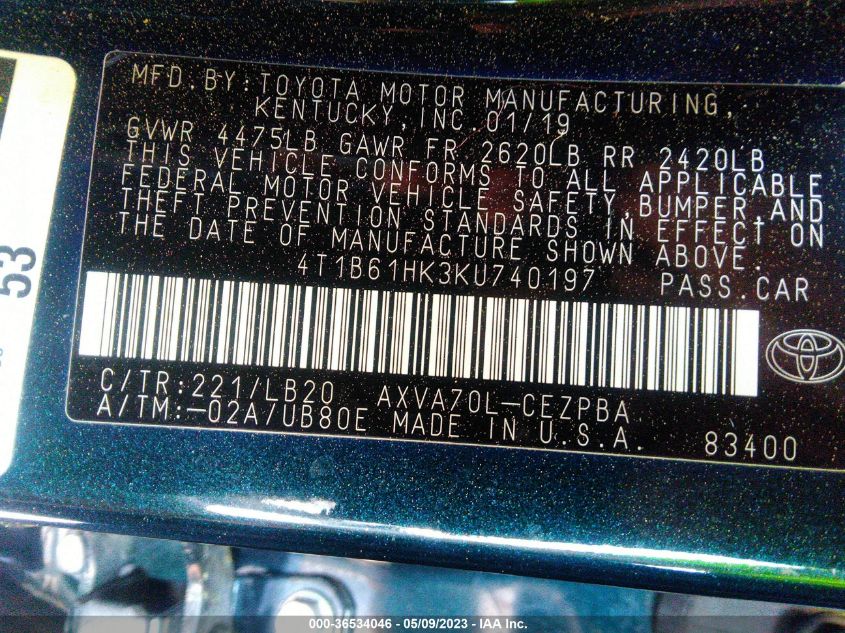 MFD.BY:TOYOTA MOTOR MANUFACTURING,
KENTUCKY,INC.01/19
GVWR 4475LB GAWR FR 2620LB RR 2420LB
THIS VEHICLE CONFORMS TO ALL APPLICABLE
FEDERAL MOTOR VEHICLE SAFETY,BUMPER,AND
THEFT PREVENTION STANDARDS IN EFFECT ON
THE DATE OF MANUFACTURE SHOWN ABOVE.
4T1B61HK3KU740197 PASS.CAR
C/TR:221/LB20 AXVA70L-CEZPBA
A/TM:-02A/UB80E MADE IN U.S.A. 83400
53
000-36534046 - 05/09/2023 - IAA Inc.